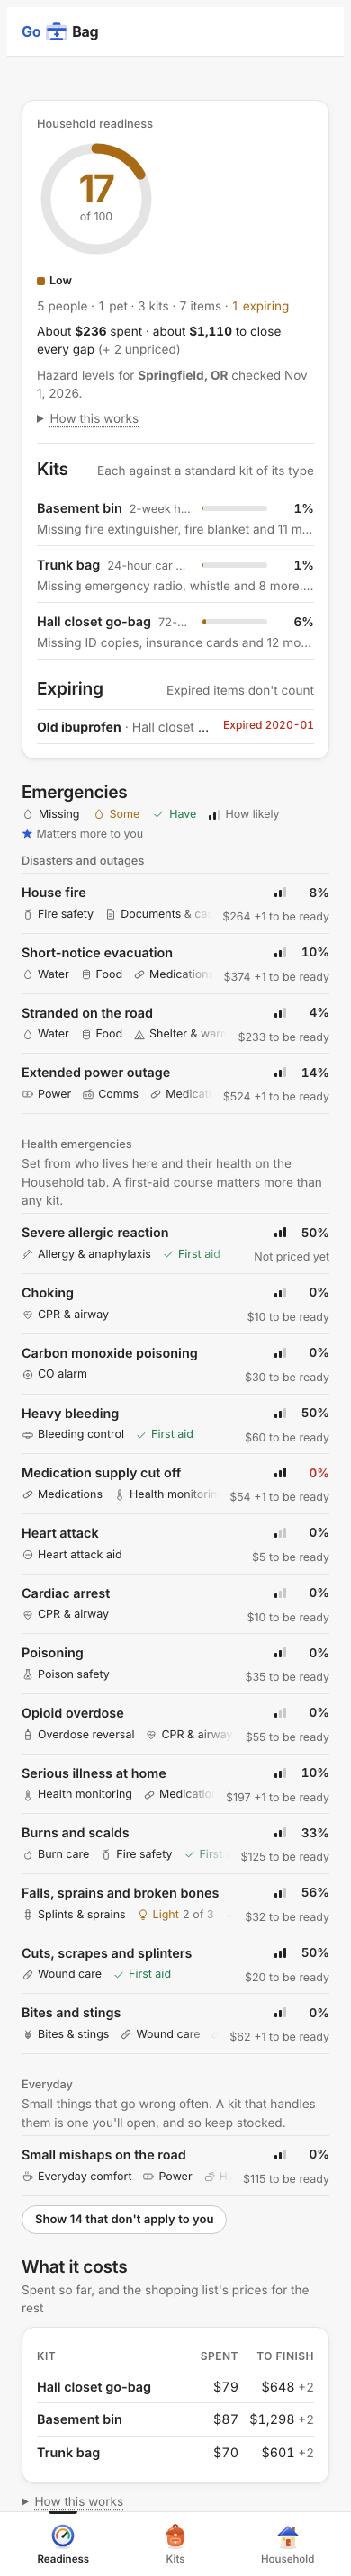 Go Bag
Household readiness
17
of 100
Low
5 people · 1 pet · 3 kits · 7 items · 1 expiring
About $236 spent · about $1,110 to close
every gap (+ 2 unpriced)
Hazard levels for Springfield, OR checked Nov
1, 2026.
How this works
Kits Each against a standard kit of its type
Basement bin 2-week h... 1%
Missing fire extinguisher, fire blanket and 11 m...
Trunk bag 24-hour car ... 1%
Missing emergency radio, whistle and 8 more....
Hall closet go-bag 72-... 6%
Missing ID copies, insurance cards and 12 mo...
Expiring Expired items don't count
Old ibuprofen · Hall closet ... Expired 2020-01
Emergencies
Missing Some Have How likely
Matters more to you
Disasters and outages
House fire 8%
Fire safety Documents & ca $264 +1 to be ready
Short-notice evacuation 10%
Water Food Medications $374 +1 to be ready
Stranded on the road 4%
Water Food Shelter & warm $233 to be ready
Extended power outage 14%
Power Comms Medicati $524 +1 to be ready
Health emergencies
Set from who lives here and their health on the
Household tab. A first-aid course matters more than
any kit.
Severe allergic reaction 50%
Allergy & anaphylaxis First aid Not priced yet
Choking 0%
CPR & airway $10 to be ready
Carbon monoxide poisoning 0%
CO alarm $30 to be ready
Heavy bleeding 50%
Bleeding control First aid $60 to be ready
Medication supply cut off 0%
Medications Health monitorin $54 +1 to be ready
Heart attack 0%
Heart attack aid $5 to be ready
Cardiac arrest 0%
CPR & airway $10 to be ready
Poisoning 0%
Poison safety $35 to be ready
Opioid overdose 0%
Overdose reversal CPR & airway $55 to be ready
Serious illness at home 10%
Health monitoring Medication $197 +1 to be ready
Burns and scalds 33%
Burn care Fire safety First $125 to be ready
Falls, sprains and broken bones 56%
Splints & sprains Light 2 of 3 $32 to be ready
Cuts, scrapes and splinters 50%
Wound care First aid $20 to be ready
Bites and stings 0%
Bites & stings Wound care $62 +1 to be ready
Everyday
Small things that go wrong often. A kit that handles
them is one you'll open, and so keep stocked.
Small mishaps on the road 0%
Everyday comfort Power Hy $115 to be ready
Show 14 that don't apply to you
What it costs
Spent so far, and the shopping list's prices for the
rest
KIT SPENT TO FINISH
Hall closet go-bag $79 $648 +2
Basement bin $87 $1,298 +2
Trunk bag $70 $601 +2
How this works
Readiness Kits Household